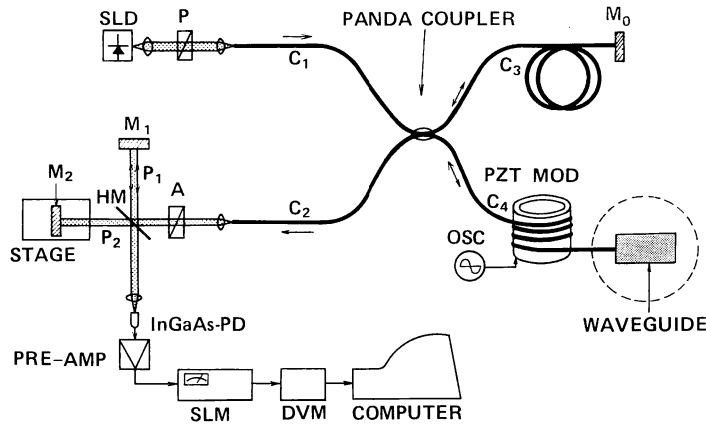 SLD
P
PANDA COUPLER
M0
C1
C3
M1
M2
P1
HM
A
P2
STAGE
C2
C4
PZT MOD
OSC
WAVEGUIDE
InGaAs-PD
PRE-AMP
SLM
DVM
COMPUTER